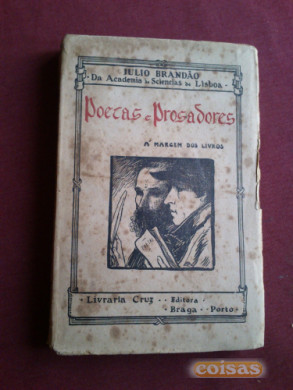 JULIO BRANDÃO
Da Academia das Sciencias de Lisboa
Poetas e Prosadores
Á MARGEM DOS LIVROS
Livraria Cruz . . Editora
Braga . . Porto
coisas